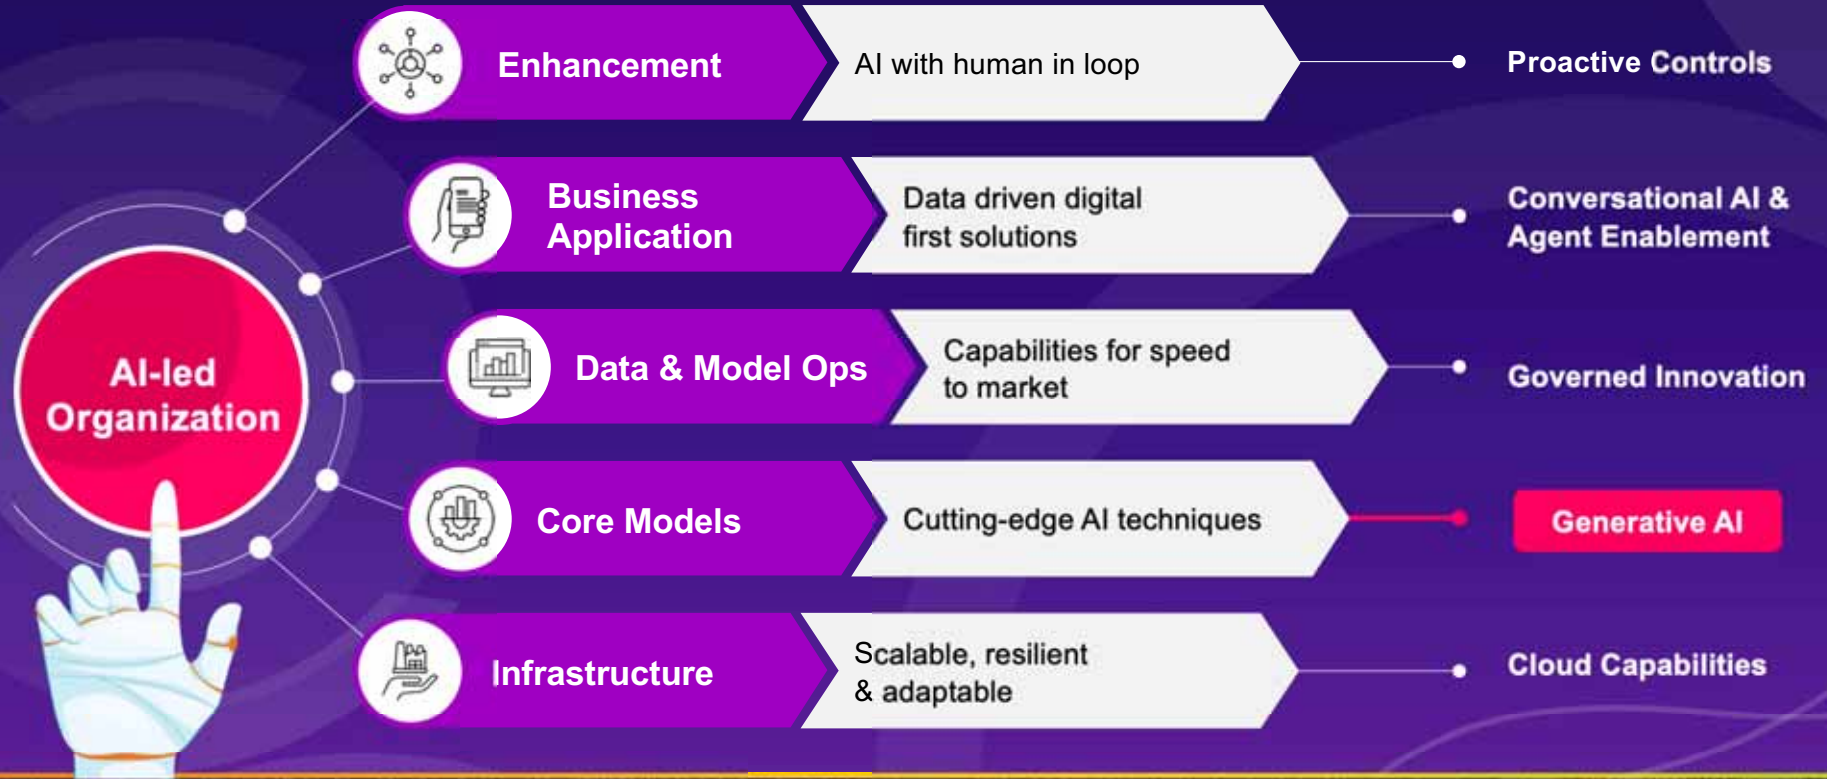 AI-led
Organization
Enhancement
AI with human in loop
Proactive Controls
Business
Application
Data driven digital
first solutions
Conversational AI &
Agent Enablement
Data & Model Ops
Capabilities for speed
to market
Governed Innovation
Core Models
Cutting-edge AI techniques
Generative AI
Infrastructure
Scalable, resilient
& adaptable
Cloud Capabilities